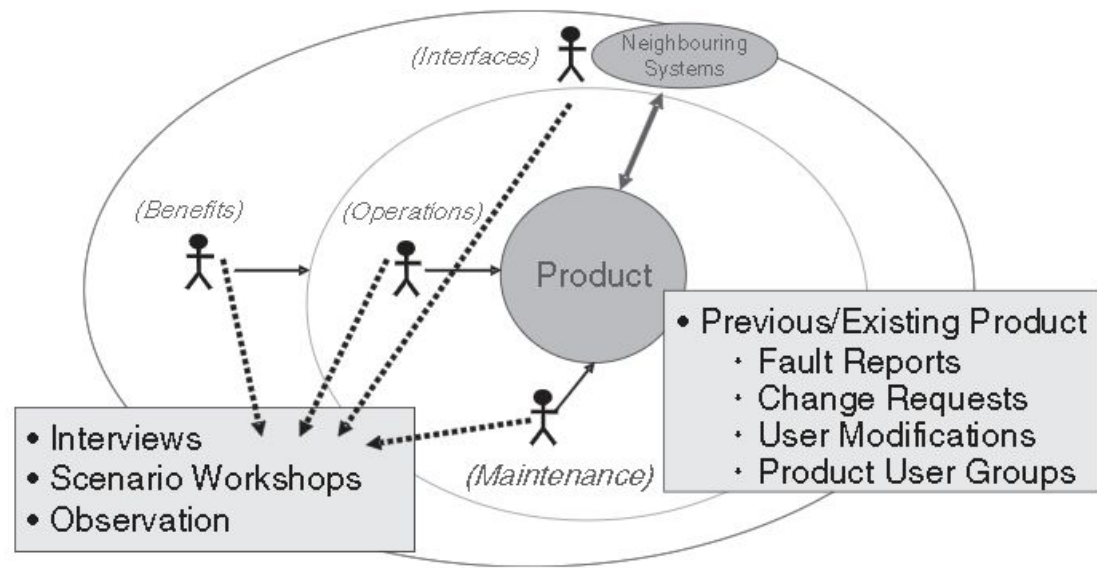 (Interfaces)
Neighbouring
Systems
(Benefits)
(Operations)
Product
(Maintenance)
• Interviews
• Scenario Workshops
• Observation
• Previous/Existing Product
• Fault Reports
• Change Requests
• User Modifications
• Product User Groups